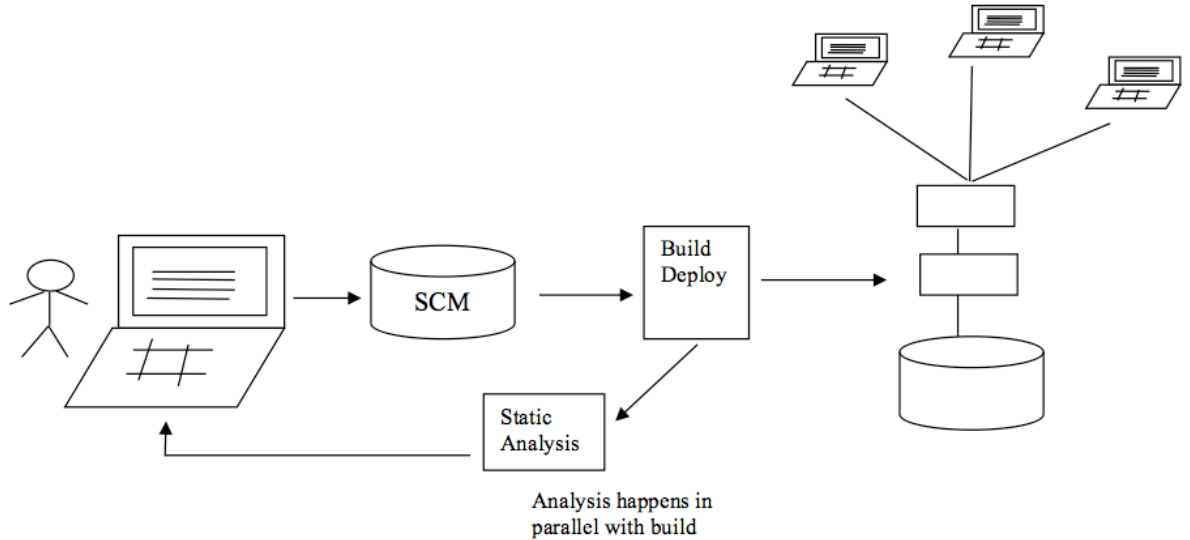 SCM
Build
Deploy
Static
Analysis
Analysis happens in
parallel with build